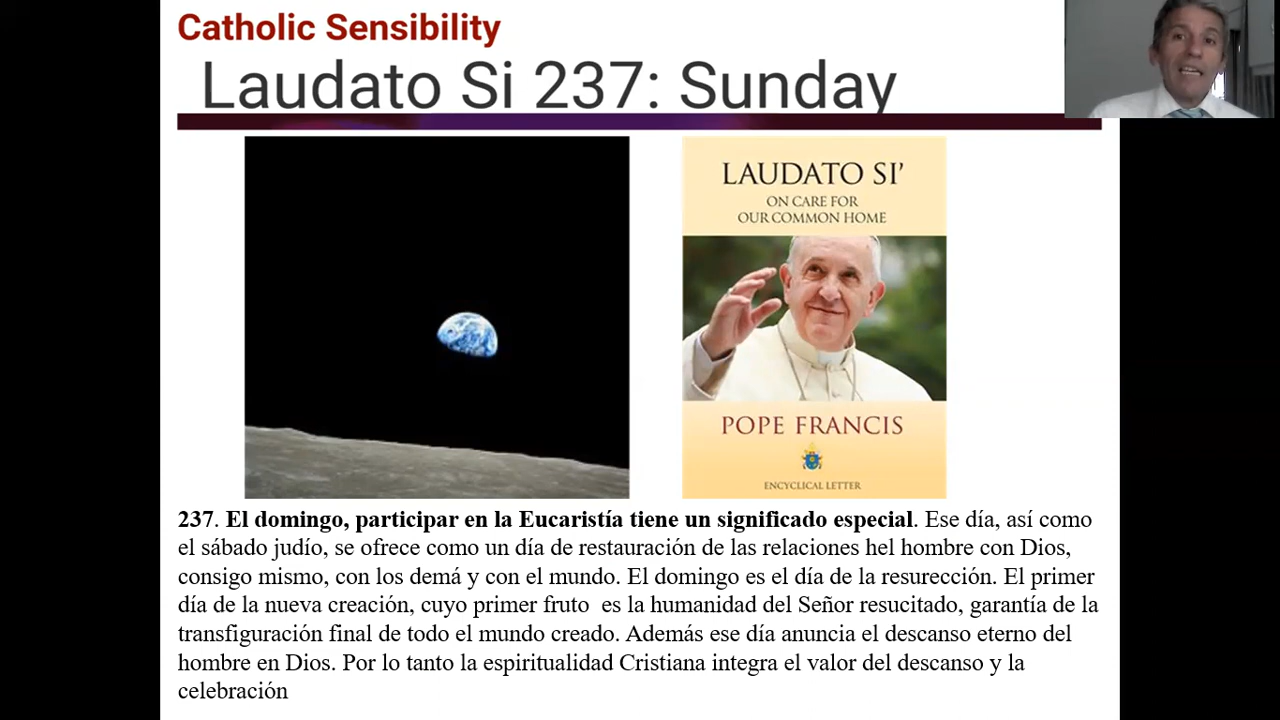 Catholic Sensibility
Laudato Si 237: Sunday
LAUDATO SI'
ON CARE FOR
OUR COMMON HOME
POPE FRANCIS
ENCYCLICAL LETTER
237. El domingo, participar en la Eucaristía tiene un significado especial. Ese día, así como
el sábado judío, se ofrece como un día de restauración de las relaciones hel hombre con Dios,
consigo mismo, con los demá y con el mundo. El domingo es el día de la resurección. El primer
día de la nueva creación, cuyo primer fruto  es la humanidad del Señor resucitado, garantía de la
transfiguración final de todo el mundo creado. Además ese día anuncia el descanso eterno del
hombre en Dios. Por lo tanto la espiritualidad Cristiana integra el valor del descanso y la
celebración